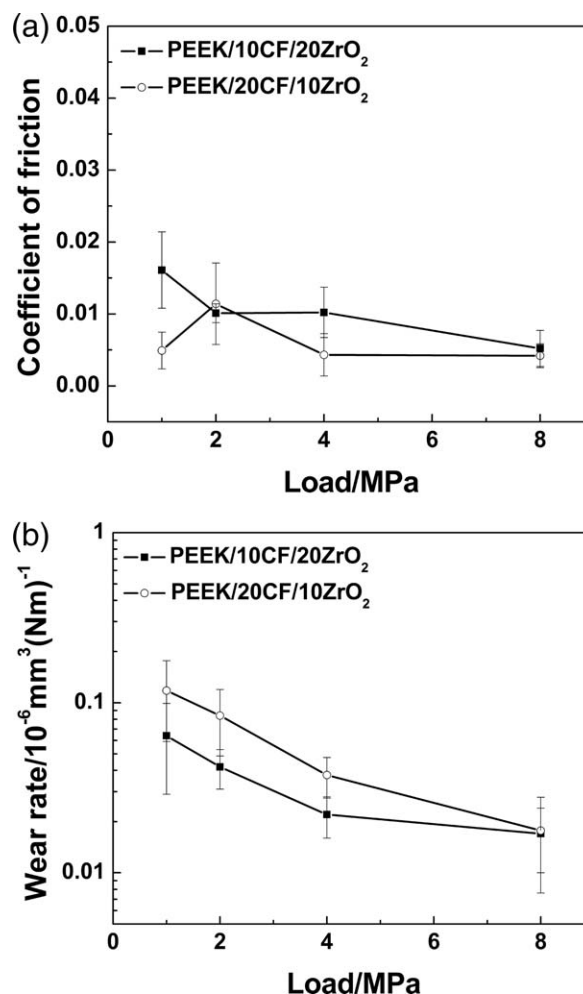 (a)
0.05
0.04
0.03
0.02
0.01
0.00
Coefficient of friction
PEEK/10CF/20ZrO₂
PEEK/20CF/10ZrO₂
0 2 4 6 8
Load/MPa
(b)
1
0.1
0.01
Wear rate/10⁻⁶mm³(Nm)⁻¹
PEEK/10CF/20ZrO₂
PEEK/20CF/10ZrO₂
0 2 4 6 8
Load/MPa